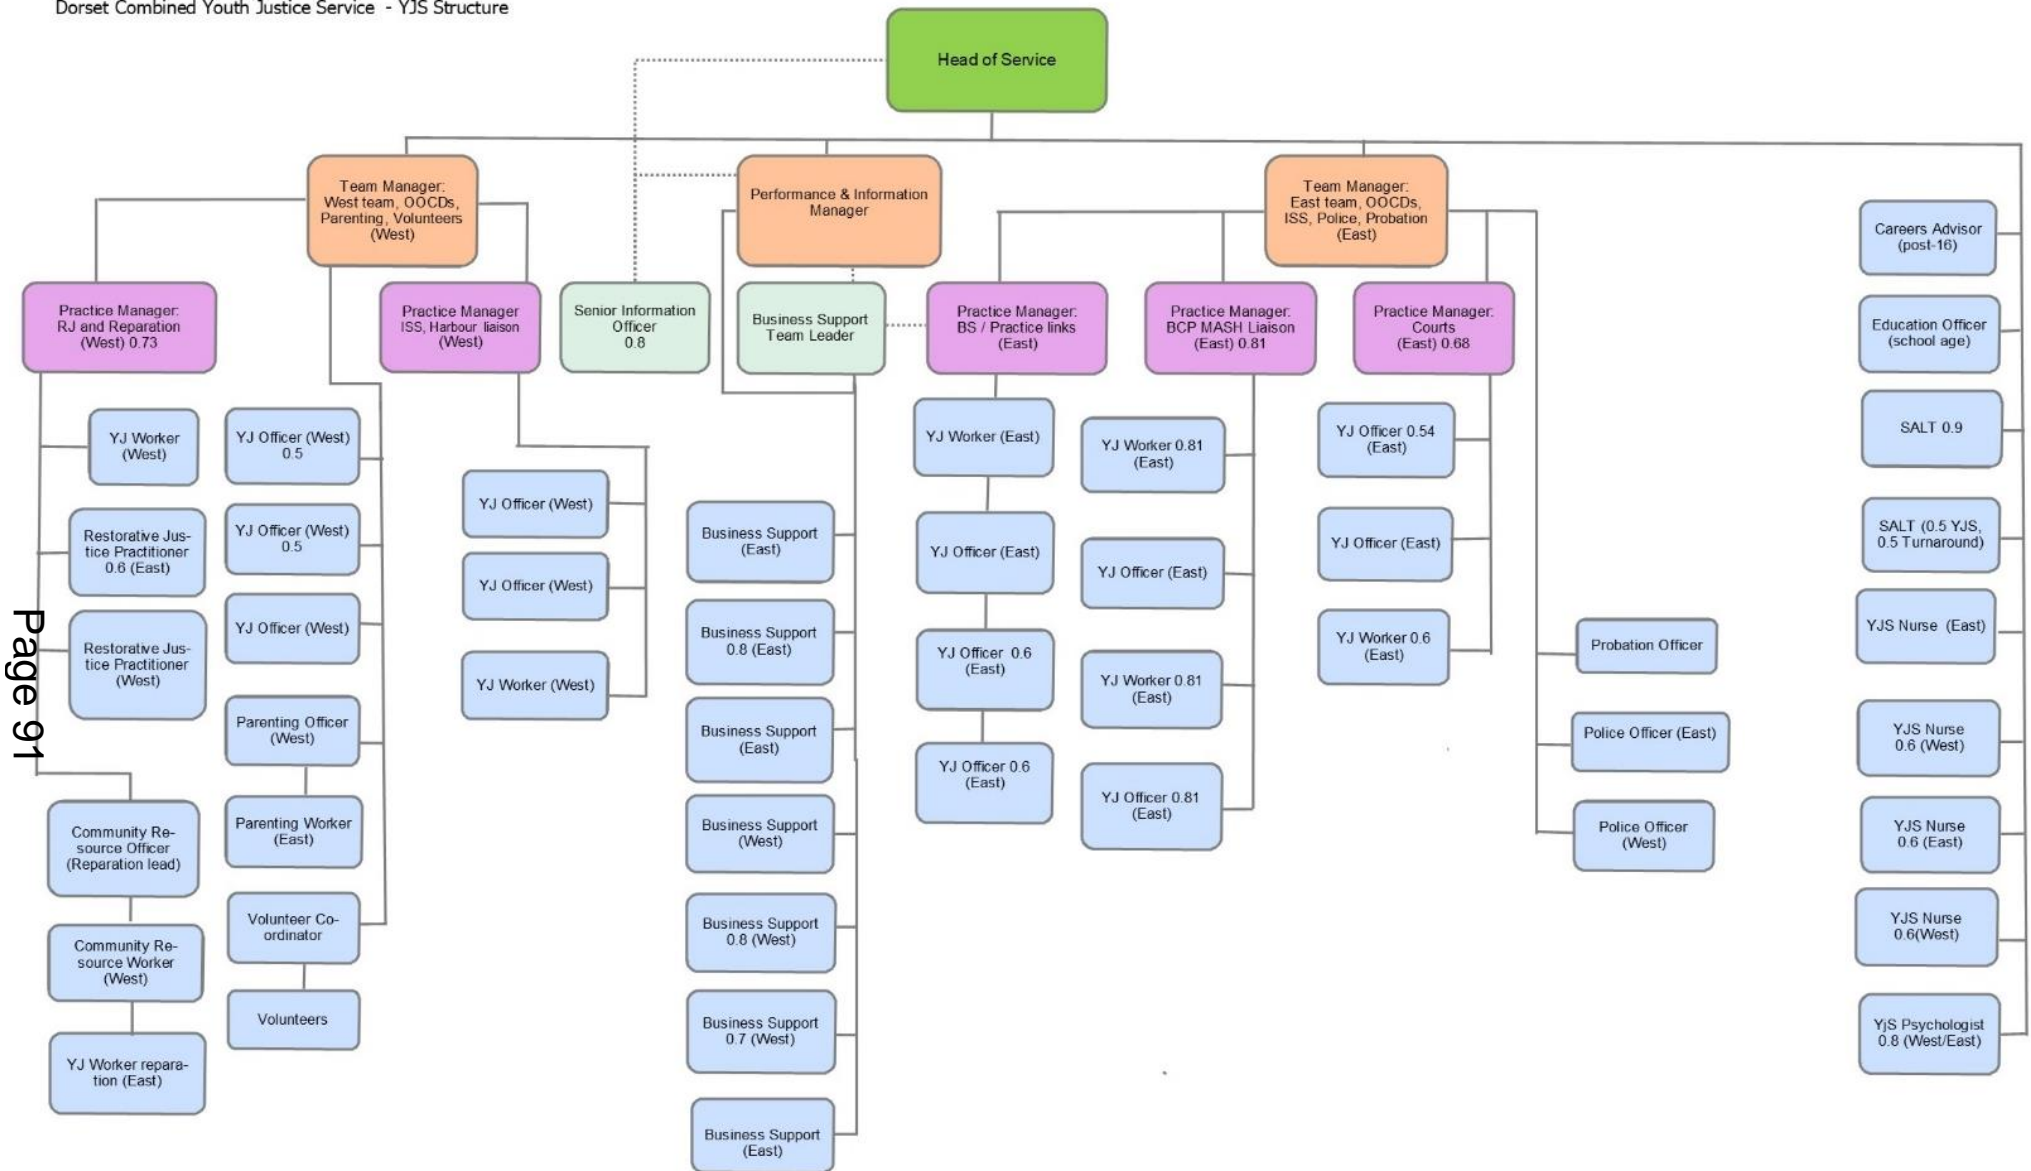 Dorset Combined Youth Justice Service - YJS Structure
Head of Service
Team Manager:
West team, OOCDs,
Parenting, Volunteers
(West)
Performance & Information
Manager
Team Manager:
East team, OOCDs,
ISS, Police, Probation
(East)
Practice Manager:
RJ and Reparation
(West) 0.73
Practice Manager
ISS, Harbour liaison
(West)
Senior Information
Officer
0.8
Business Support
Team Leader
Practice Manager:
BS / Practice links
(East)
Practice Manager:
BCP MASH Liaison
(East) 0.81
Practice Manager:
Courts
(East) 0.68
YJ Worker
(West)
Restorative Jus-
tice Practitioner
0.6 (East)
Restorative Jus-
tice Practitioner
(West)
Community Re-
source Officer
(Reparation lead)
Community Re-
source Worker
(West)
YJ Worker repara-
tion (East)
YJ Officer (West)
0.5
YJ Officer (West)
0.5
YJ Officer (West)
Parenting Officer
(West)
Parenting Worker
(East)
Volunteer Co-
ordinator
Volunteers
YJ Officer (West)
YJ Officer (West)
YJ Worker (West)
Business Support
(East)
Business Support
0.8 (East)
Business Support
(East)
Business Support
(West)
Business Support
0.8 (West)
Business Support
0.7 (West)
Business Support
(East)
YJ Worker (East)
YJ Officer (East)
YJ Officer 0.6
(East)
YJ Officer 0.6
(East)
YJ Worker 0.81
(East)
YJ Officer (East)
YJ Worker 0.81
(East)
YJ Officer 0.81
(East)
YJ Officer 0.54
(East)
YJ Officer (East)
YJ Worker 0.6
(East)
Probation Officer
Police Officer (East)
Police Officer
(West)
Careers Advisor
(post-16)
Education Officer
(school age)
SALT 0.9
SALT (0.5 YJS,
0.5 Turnaround)
YJS Nurse (East)
YJS Nurse
0.6 (West)
YJS Nurse
0.6 (East)
YJS Nurse
0.6(West)
YjS Psychologist
0.8 (West/East)
Page 91